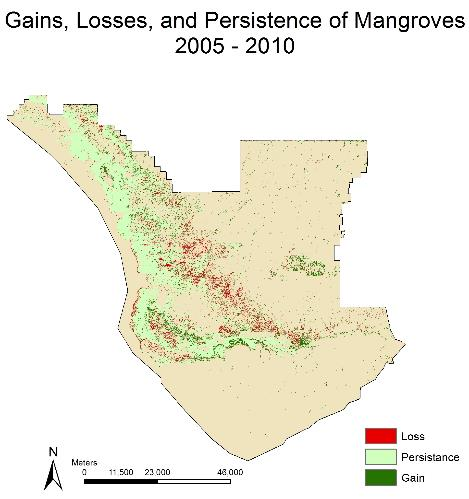 Gains, Losses, and Persistence of Mangroves
2005 - 2010
Loss
Persistance
Gain
N
Meters
0 11,500 23,000 46,000